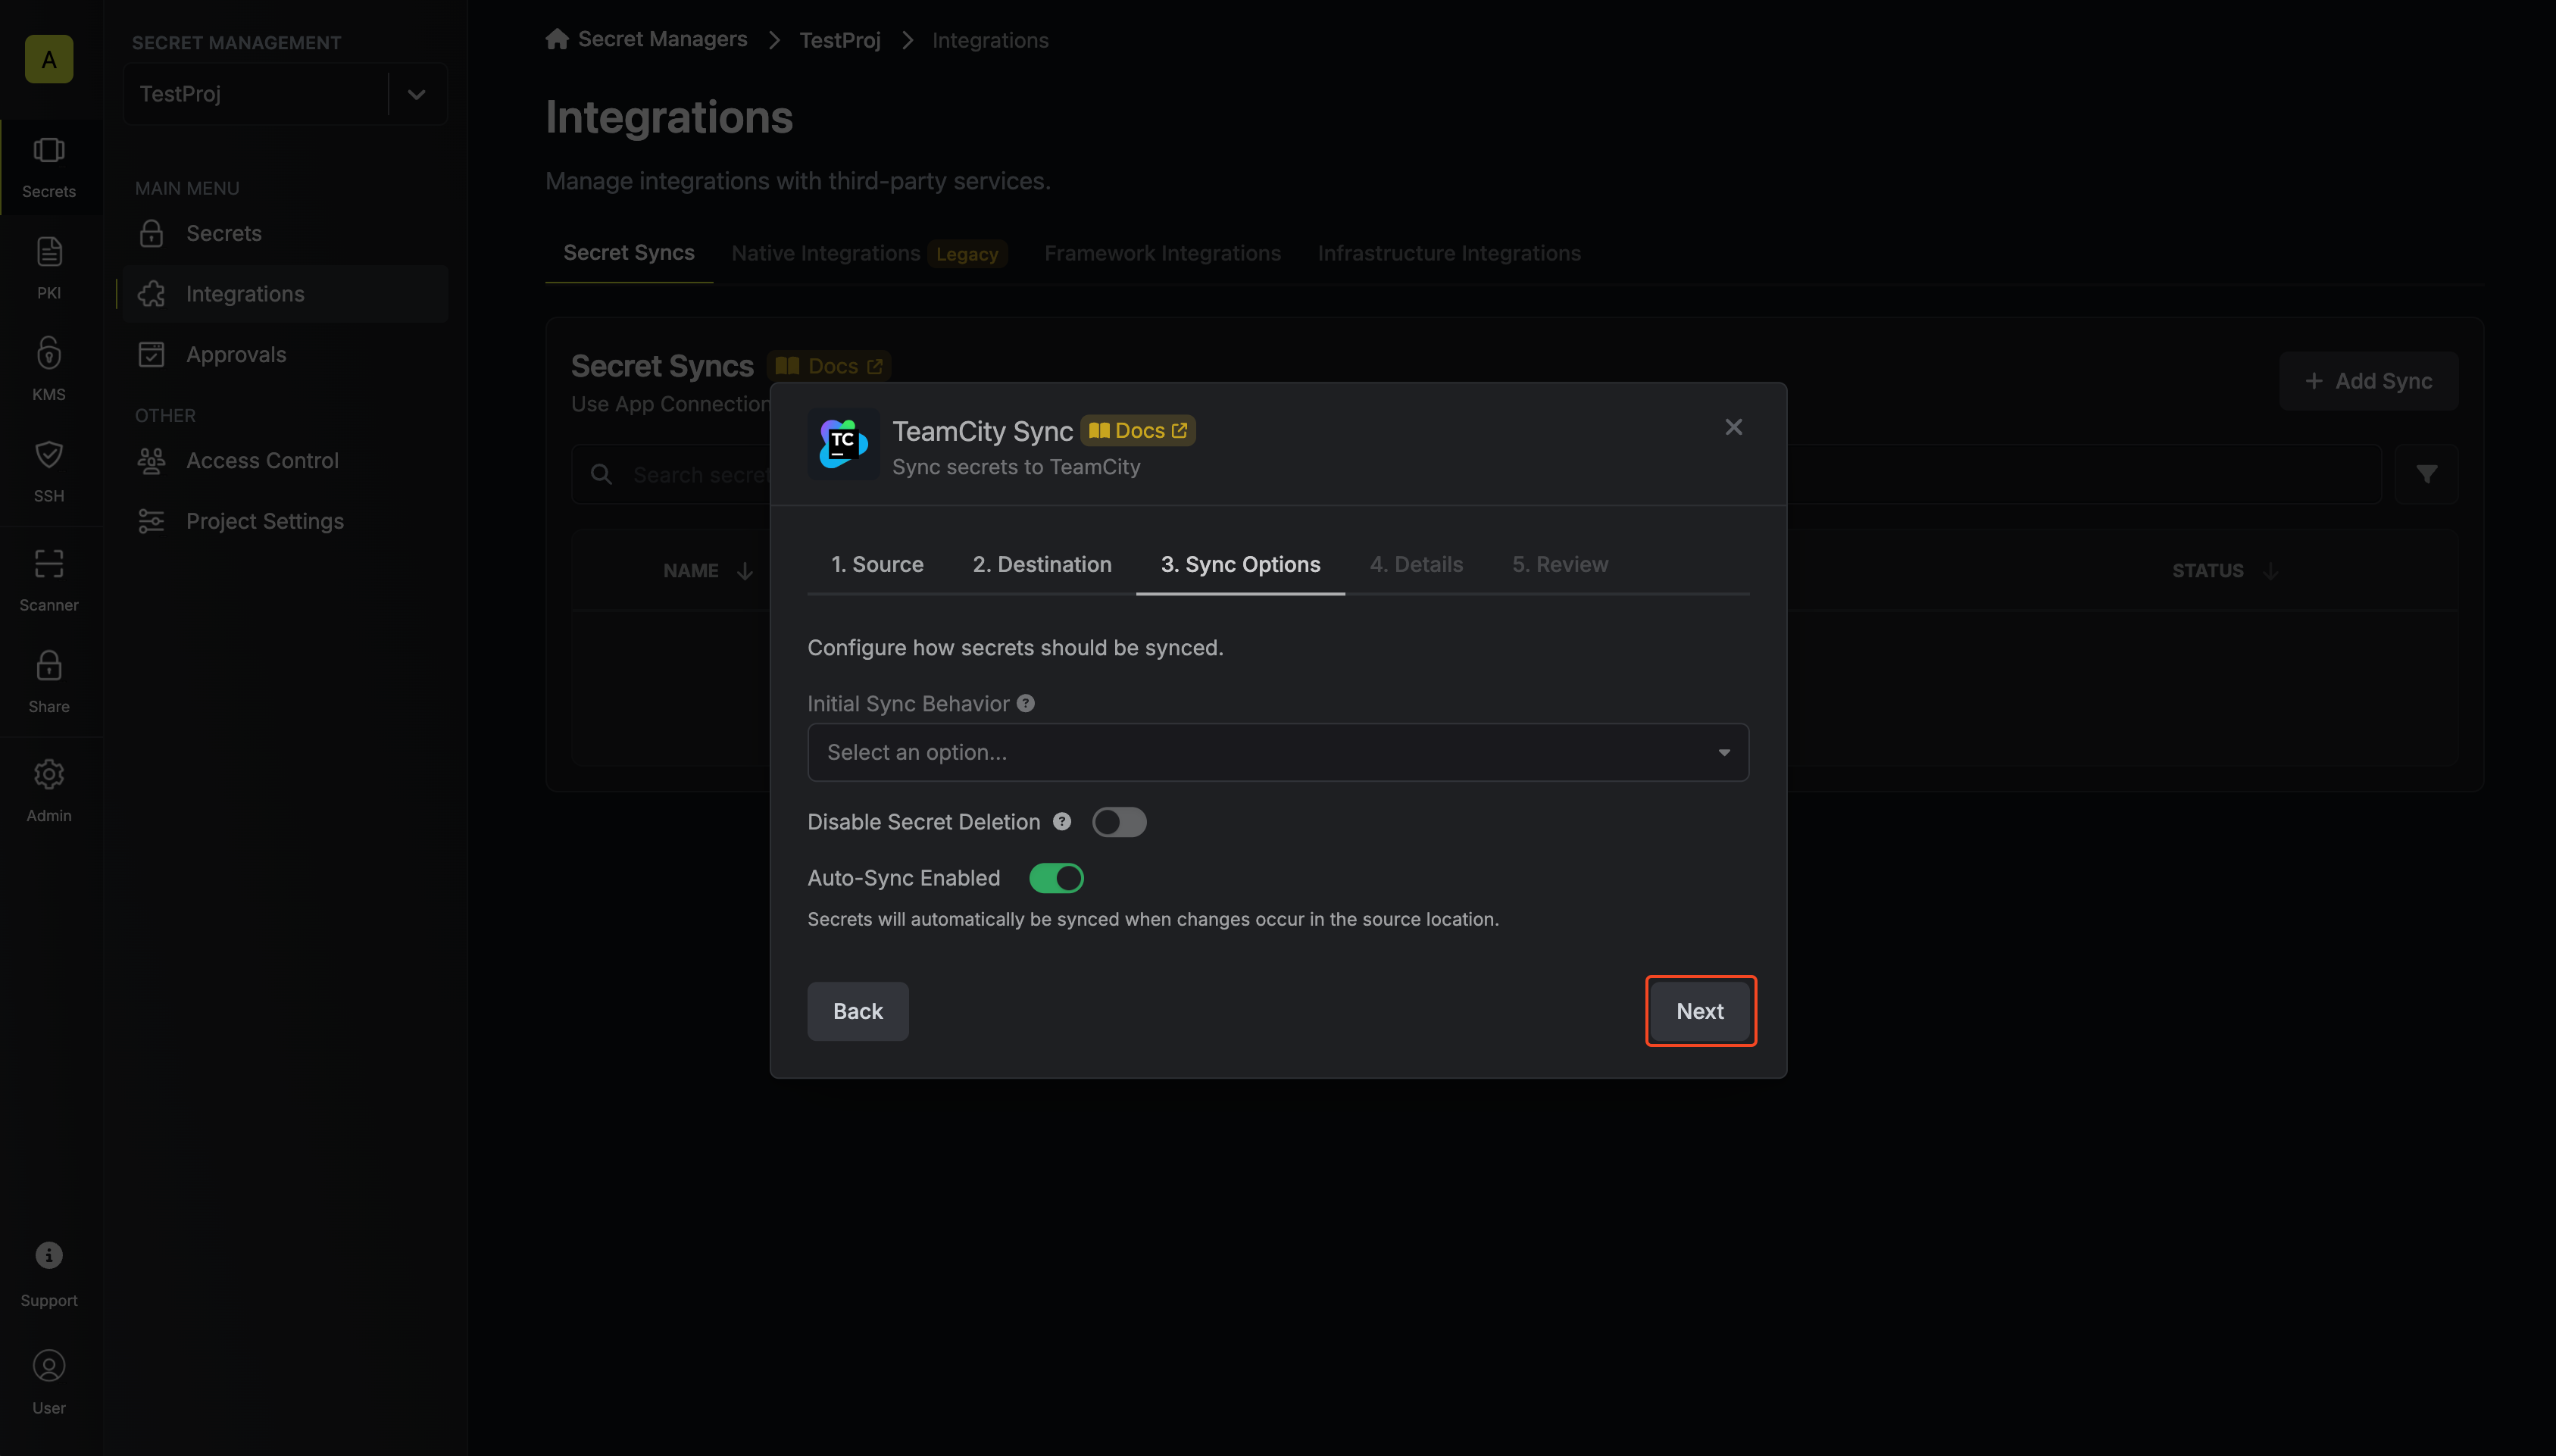 A
Secrets
PKI
KMS
SSH
Scanner
Share
Admin
Support
User
SECRET MANAGEMENT
TestProj
MAIN MENU
Secrets
Integrations
Approvals
OTHER
Access Control
Project Settings
Secret Managers
TestProj
Integrations
Integrations
Manage integrations with third-party services.
Secret Syncs
Native Integrations Legacy
Framework Integrations
Infrastructure Integrations
Secret Syncs Docs
Use App Connection
+ Add Sync
Search secret
NAME
STATUS
TC
TeamCity Sync Docs
Sync secrets to TeamCity
1. Source
2. Destination
3. Sync Options
4. Details
5. Review
Configure how secrets should be synced.
Initial Sync Behavior ?
Select an option...
Disable Secret Deletion ?
Auto-Sync Enabled
Secrets will automatically be synced when changes occur in the source location.
Back
Next